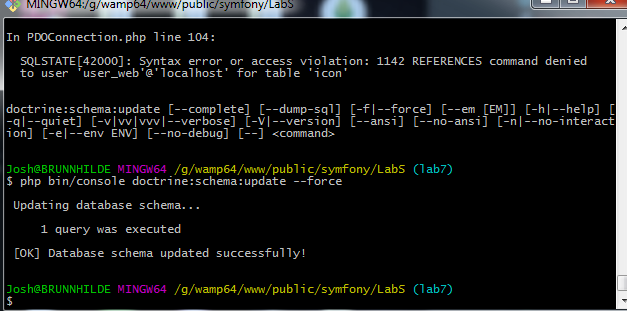 MINGW64:/g/wamp64/www/public/symfony/LabS
In PDOConnection.php line 104:
SQLSTATE[42000]: Syntax error or access violation: 1142 REFERENCES command denied
to user 'user_web'@'localhost' for table 'icon'
doctrine:schema:update [--complete] [--dump-sql] [-f|--force] [--em [EM]] [-h|--help] [
-q|--quiet] [-v|vv|vvv|--verbose] [-V|--version] [--ansi] [--no-ansi] [-n|--no-interact
ion] [-e|--env ENV] [--no-debug] [--] <command>
Josh@BRUNNHILDE MINGW64 /g/wamp64/www/public/symfony/LabS (lab7)
$ php bin/console doctrine:schema:update --force
Updating database schema...
1 query was executed
[OK] Database schema updated successfully!
Josh@BRUNNHILDE MINGW64 /g/wamp64/www/public/symfony/LabS (lab7)
$